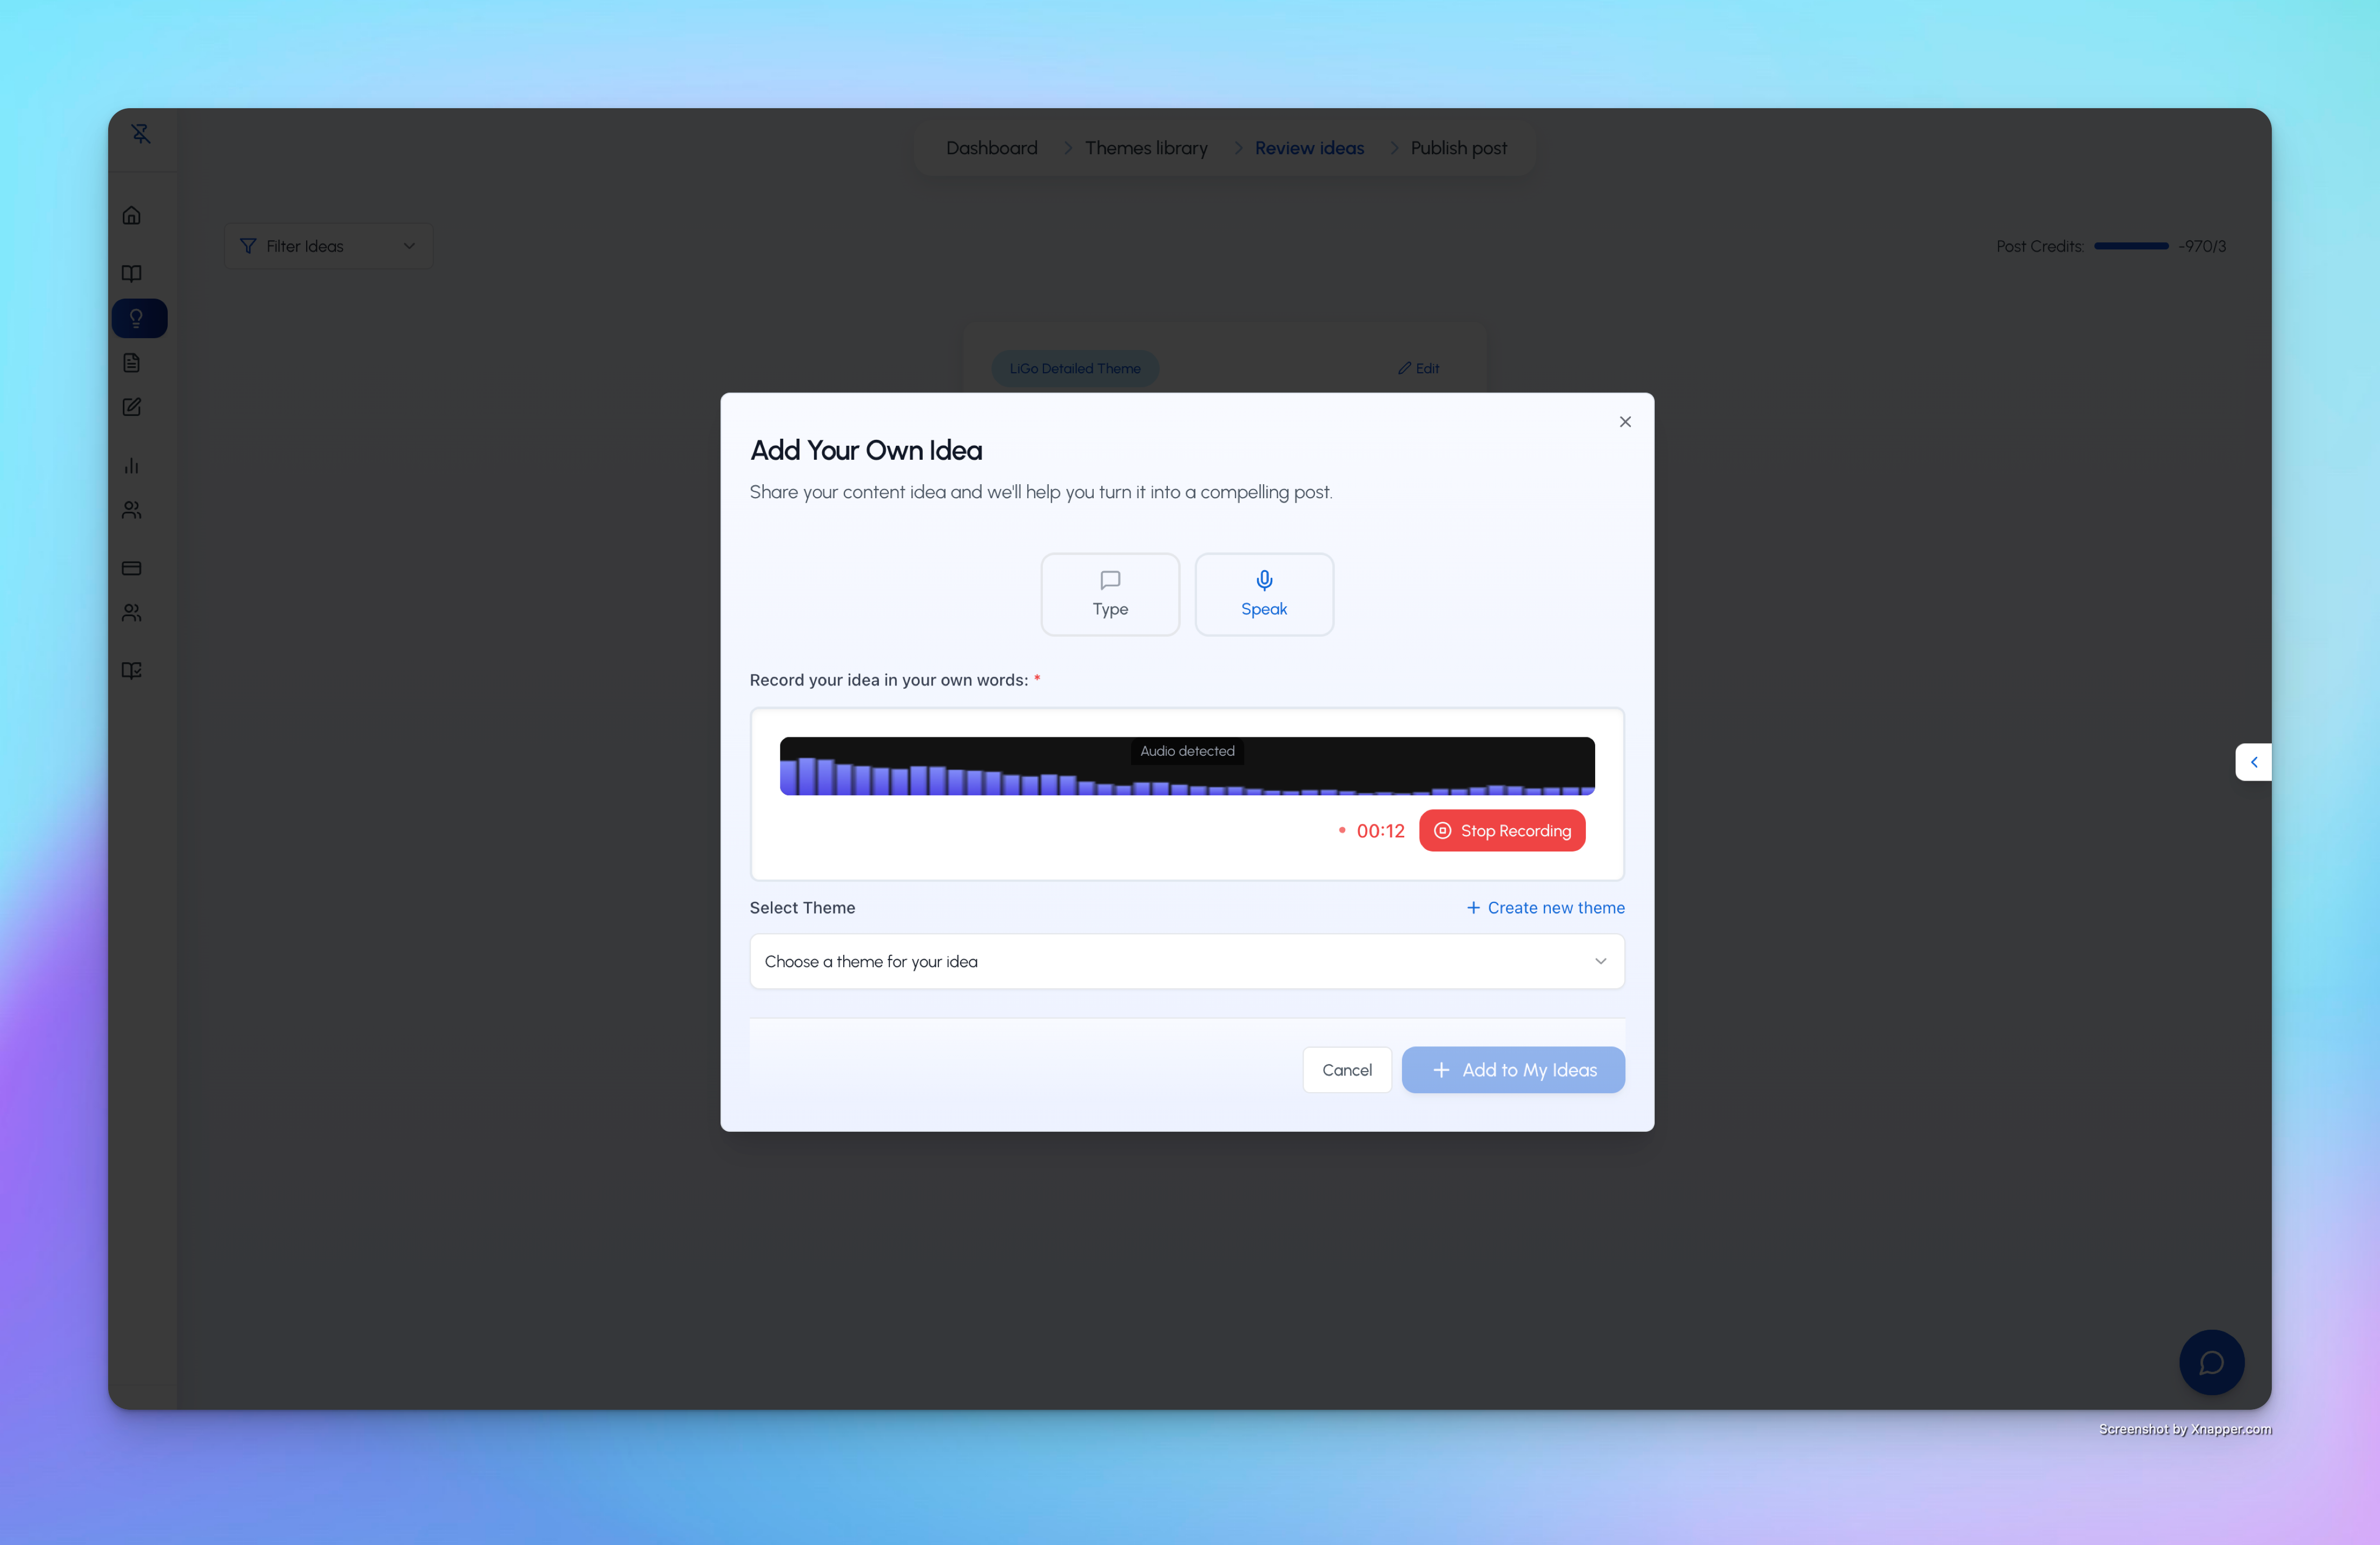 Dashboard > Themes library > Review ideas > Publish post
Filter Ideas
Post Credits: -970/3
LiGo Detailed Theme
Edit
Add Your Own Idea
Share your content idea and we'll help you turn it into a compelling post.
Type
Speak
Record your idea in your own words: *
Audio detected
00:12
Stop Recording
Select Theme
+ Create new theme
Choose a theme for your idea
Cancel
+ Add to My Ideas
Screenshot by Xnapper.com